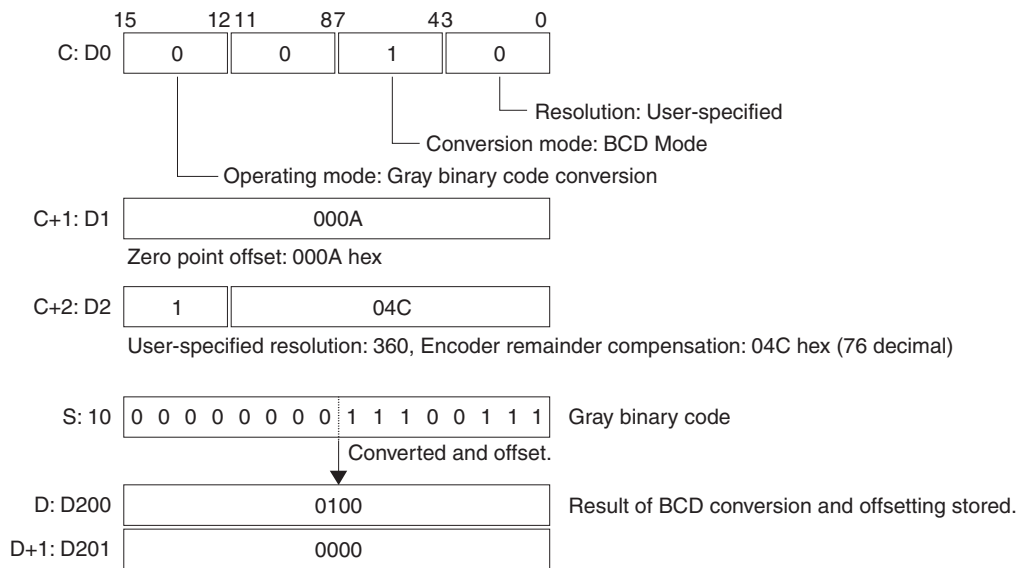 15 12 11 87 43 0
C: D0 0 0 1 0
Resolution: User-specified
Conversion mode: BCD Mode
Operating mode: Gray binary code conversion
C+1: D1 000A
Zero point offset: 000A hex
C+2: D2 1 04C
User-specified resolution: 360, Encoder remainder compensation: 04C hex (76 decimal)
S: 10 0 0 0 0 0 0 0 0 1 1 1 0 0 1 1 1 Gray binary code
Converted and offset.
D: D200 0100 Result of BCD conversion and offsetting stored.
D+1: D201 0000